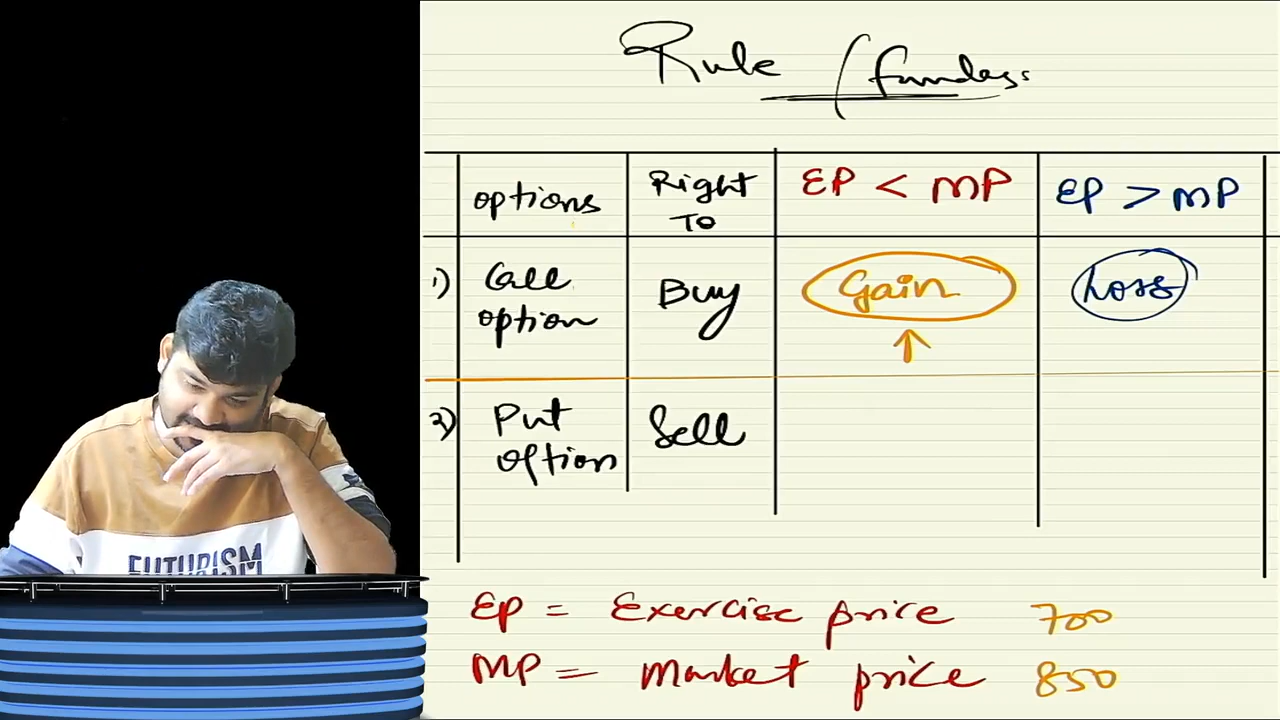 Rule / fundas:
options
Right
To
EP < MP
EP > MP
1) Call
option
Buy
Gain
Loss
2) Put
option
Sell
FUTURISM
EP = Exercise price 700
MP = Market price 850